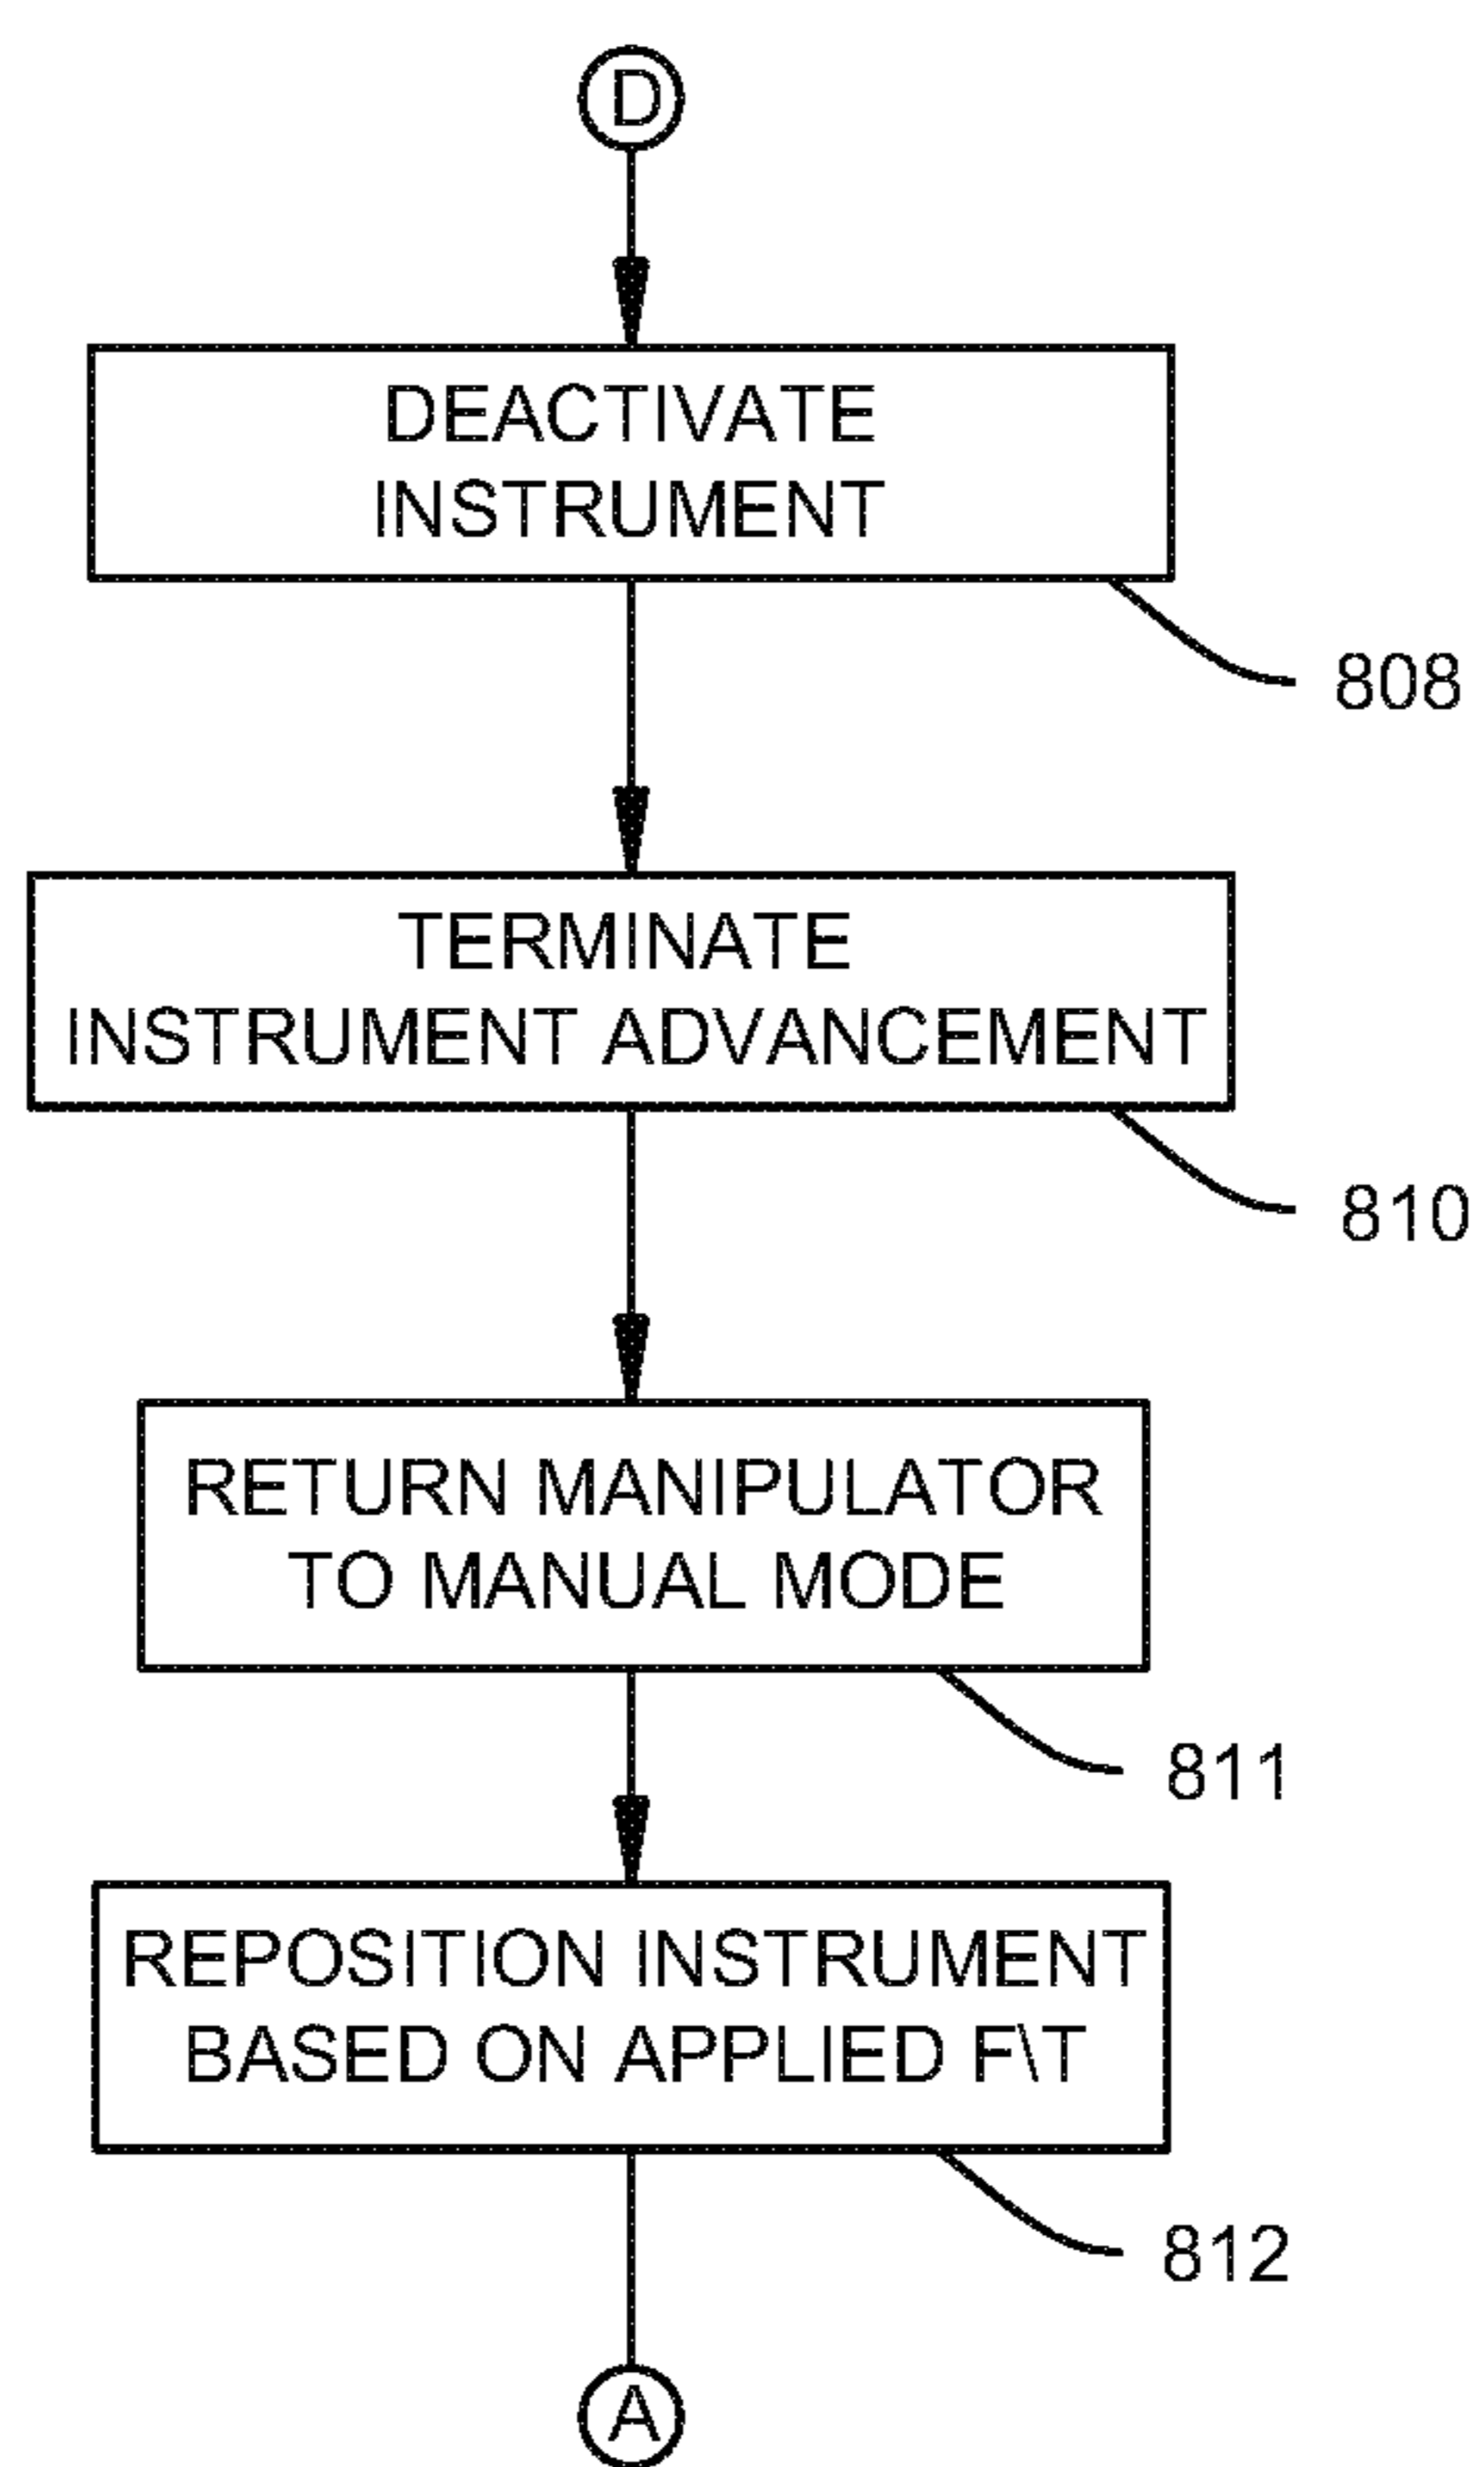 D
DEACTIVATE
INSTRUMENT
808
TERMINATE
INSTRUMENT ADVANCEMENT
810
RETURN MANIPULATOR
TO MANUAL MODE
811
REPOSITION INSTRUMENT
BASED ON APPLIED F\T
812
A